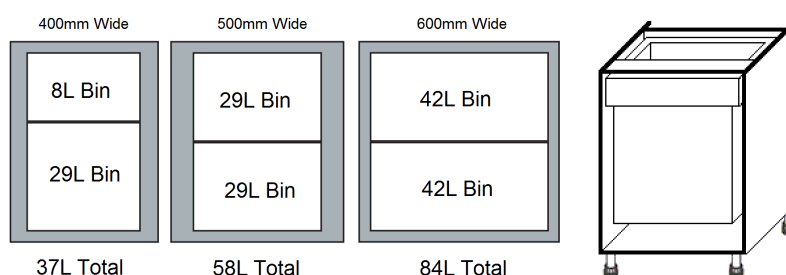 400mm Wide
500mm Wide
600mm Wide
8L Bin
29L Bin
29L Bin
29L Bin
42L Bin
42L Bin
37L Total
58L Total
84L Total